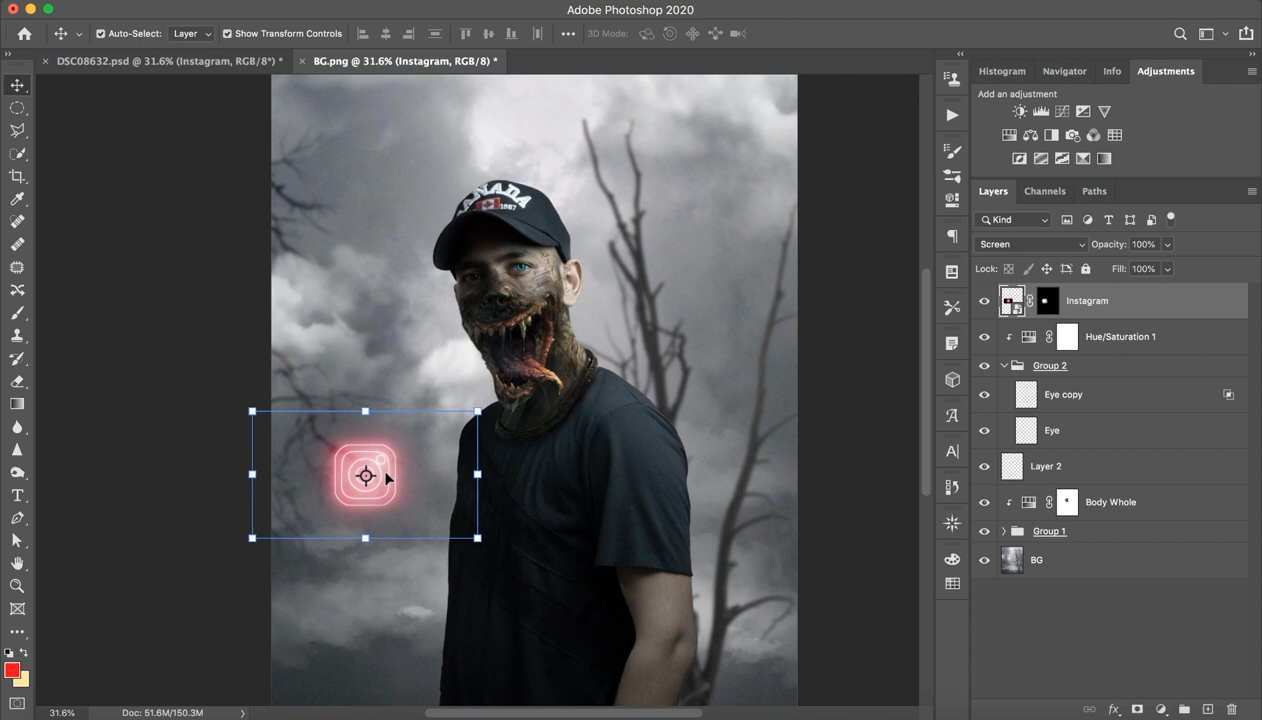 Adobe Photoshop 2020
Auto-Select: Layer Show Transform Controls 3D Mode:
DSC08632.psd @ 31.6% (Instagram, RGB/8*) * BG.png @ 31.6% (Instagram, RGB/8) *
Histogram Navigator Info Adjustments
Add an adjustment
Layers Channels Paths
Kind
Screen Opacity: 100%
Lock: Fill: 100%
Instagram
Hue/Saturation 1
Group 2
Eye copy
Eye
Layer 2
Body Whole
Group 1
BG
CANADA
1867
31.6% Doc: 51.6M/150.3M